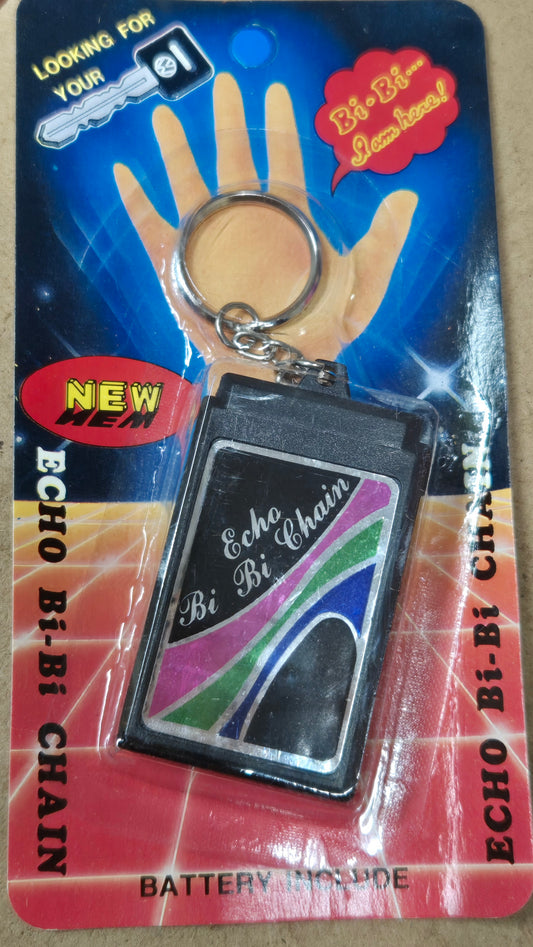 LOOKING FOR
YOUR
Bi-Bi...
I am here!
NEW
ECHO Bi-Bi CHAIN
Echo
Bi Bi Chain
ECHO Bi-Bi CHAIN
BATTERY INCLUDE